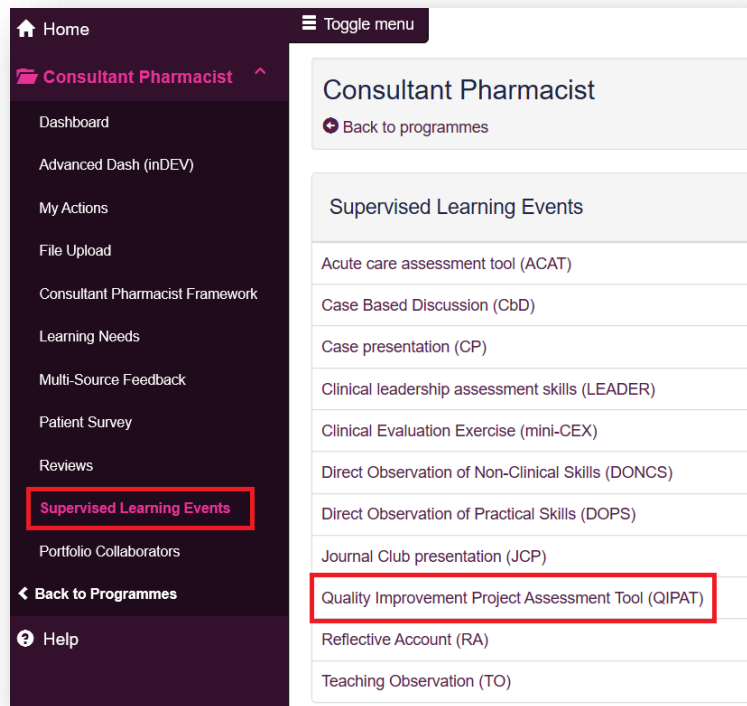 Home
Consultant Pharmacist
Dashboard
Advanced Dash (inDEV)
My Actions
File Upload
Consultant Pharmacist Framework
Learning Needs
Multi-Source Feedback
Patient Survey
Reviews
Supervised Learning Events
Portfolio Collaborators
Back to Programmes
Help
Toggle menu
Consultant Pharmacist
Back to programmes
Supervised Learning Events
Acute care assessment tool (ACAT)
Case Based Discussion (CbD)
Case presentation (CP)
Clinical leadership assessment skills (LEADER)
Clinical Evaluation Exercise (mini-CEX)
Direct Observation of Non-Clinical Skills (DONCS)
Direct Observation of Practical Skills (DOPS)
Journal Club presentation (JCP)
Quality Improvement Project Assessment Tool (QIPAT)
Reflective Account (RA)
Teaching Observation (TO)